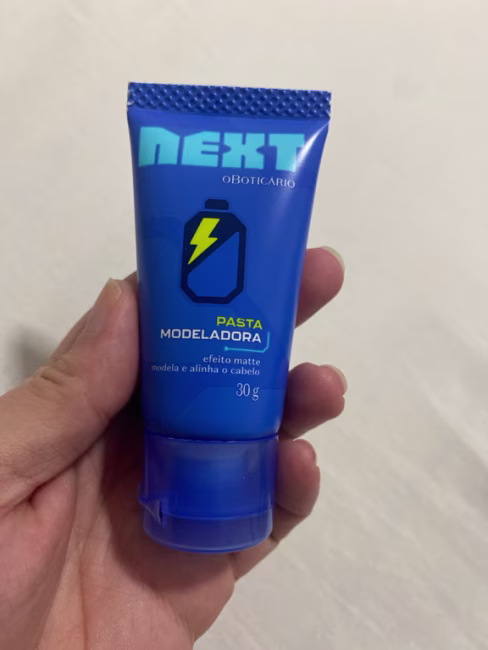 NEXT
oBOTICÁRIO
PASTA
MODELADORA
efeito matte
modela e alinha o cabelo
30 g